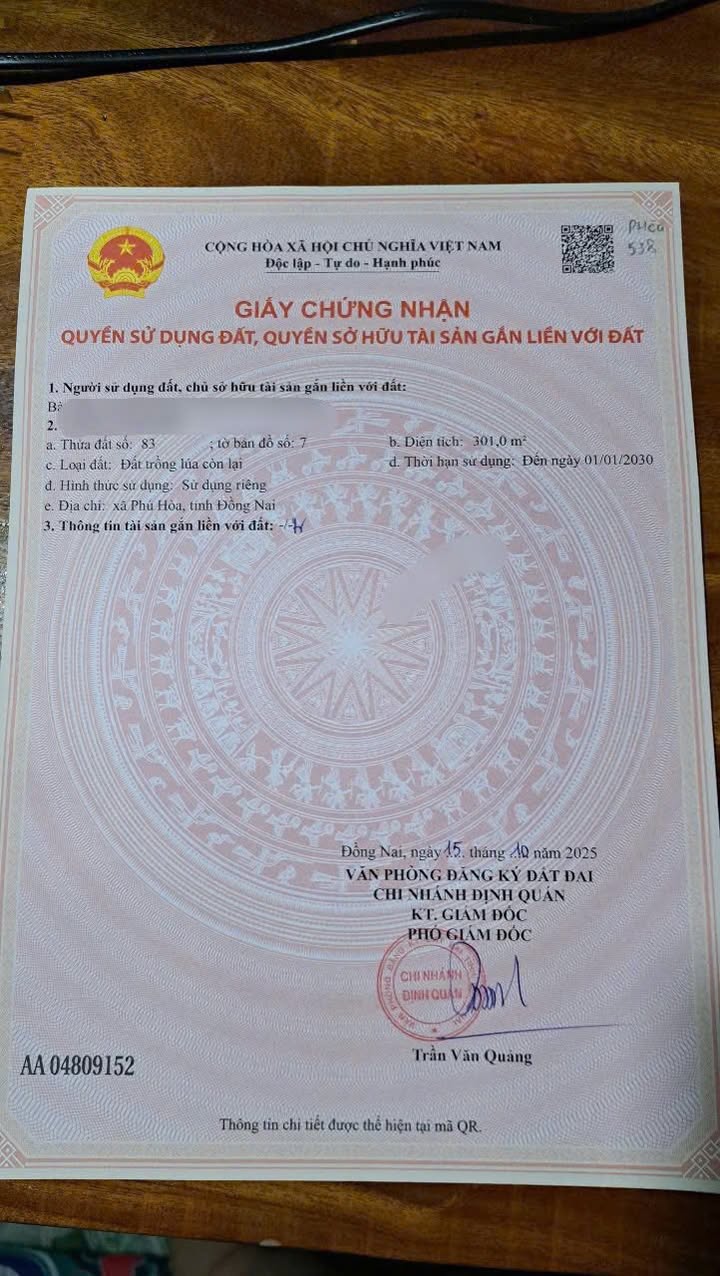 CỘNG HÒA XÃ HỘI CHỦ NGHĨA VIỆT NAM
Độc lập - Tự do - Hạnh phúc
PHCđ
538
GIẤY CHỨNG NHẬN
QUYỀN SỬ DỤNG ĐẤT, QUYỀN SỞ HỮU TÀI SẢN GẮN LIỀN VỚI ĐẤT
1. Người sử dụng đất, chủ sở hữu tài sản gắn liền với đất:
Bà
2.
a. Thửa đất số: 83 ; tờ bản đồ số: 7 b. Diện tích: 301,0 m²
c. Loại đất: Đất trồng lúa còn lại d. Thời hạn sử dụng: Đến ngày 01/01/2030
đ. Hình thức sử dụng: Sử dụng riêng
e. Địa chỉ: xã Phú Hòa, tỉnh Đồng Nai
3. Thông tin tài sản gắn liền với đất: -/-
Đồng Nai, ngày 15 tháng 10 năm 2025
VĂN PHÒNG ĐĂNG KÝ ĐẤT ĐAI
CHI NHÁNH ĐỊNH QUÁN
KT. GIÁM ĐỐC
PHÓ GIÁM ĐỐC
CHI NHÁNH
ĐỊNH QUÁN
Trần Văn Quảng
AA 04809152
Thông tin chi tiết được thể hiện tại mã QR.